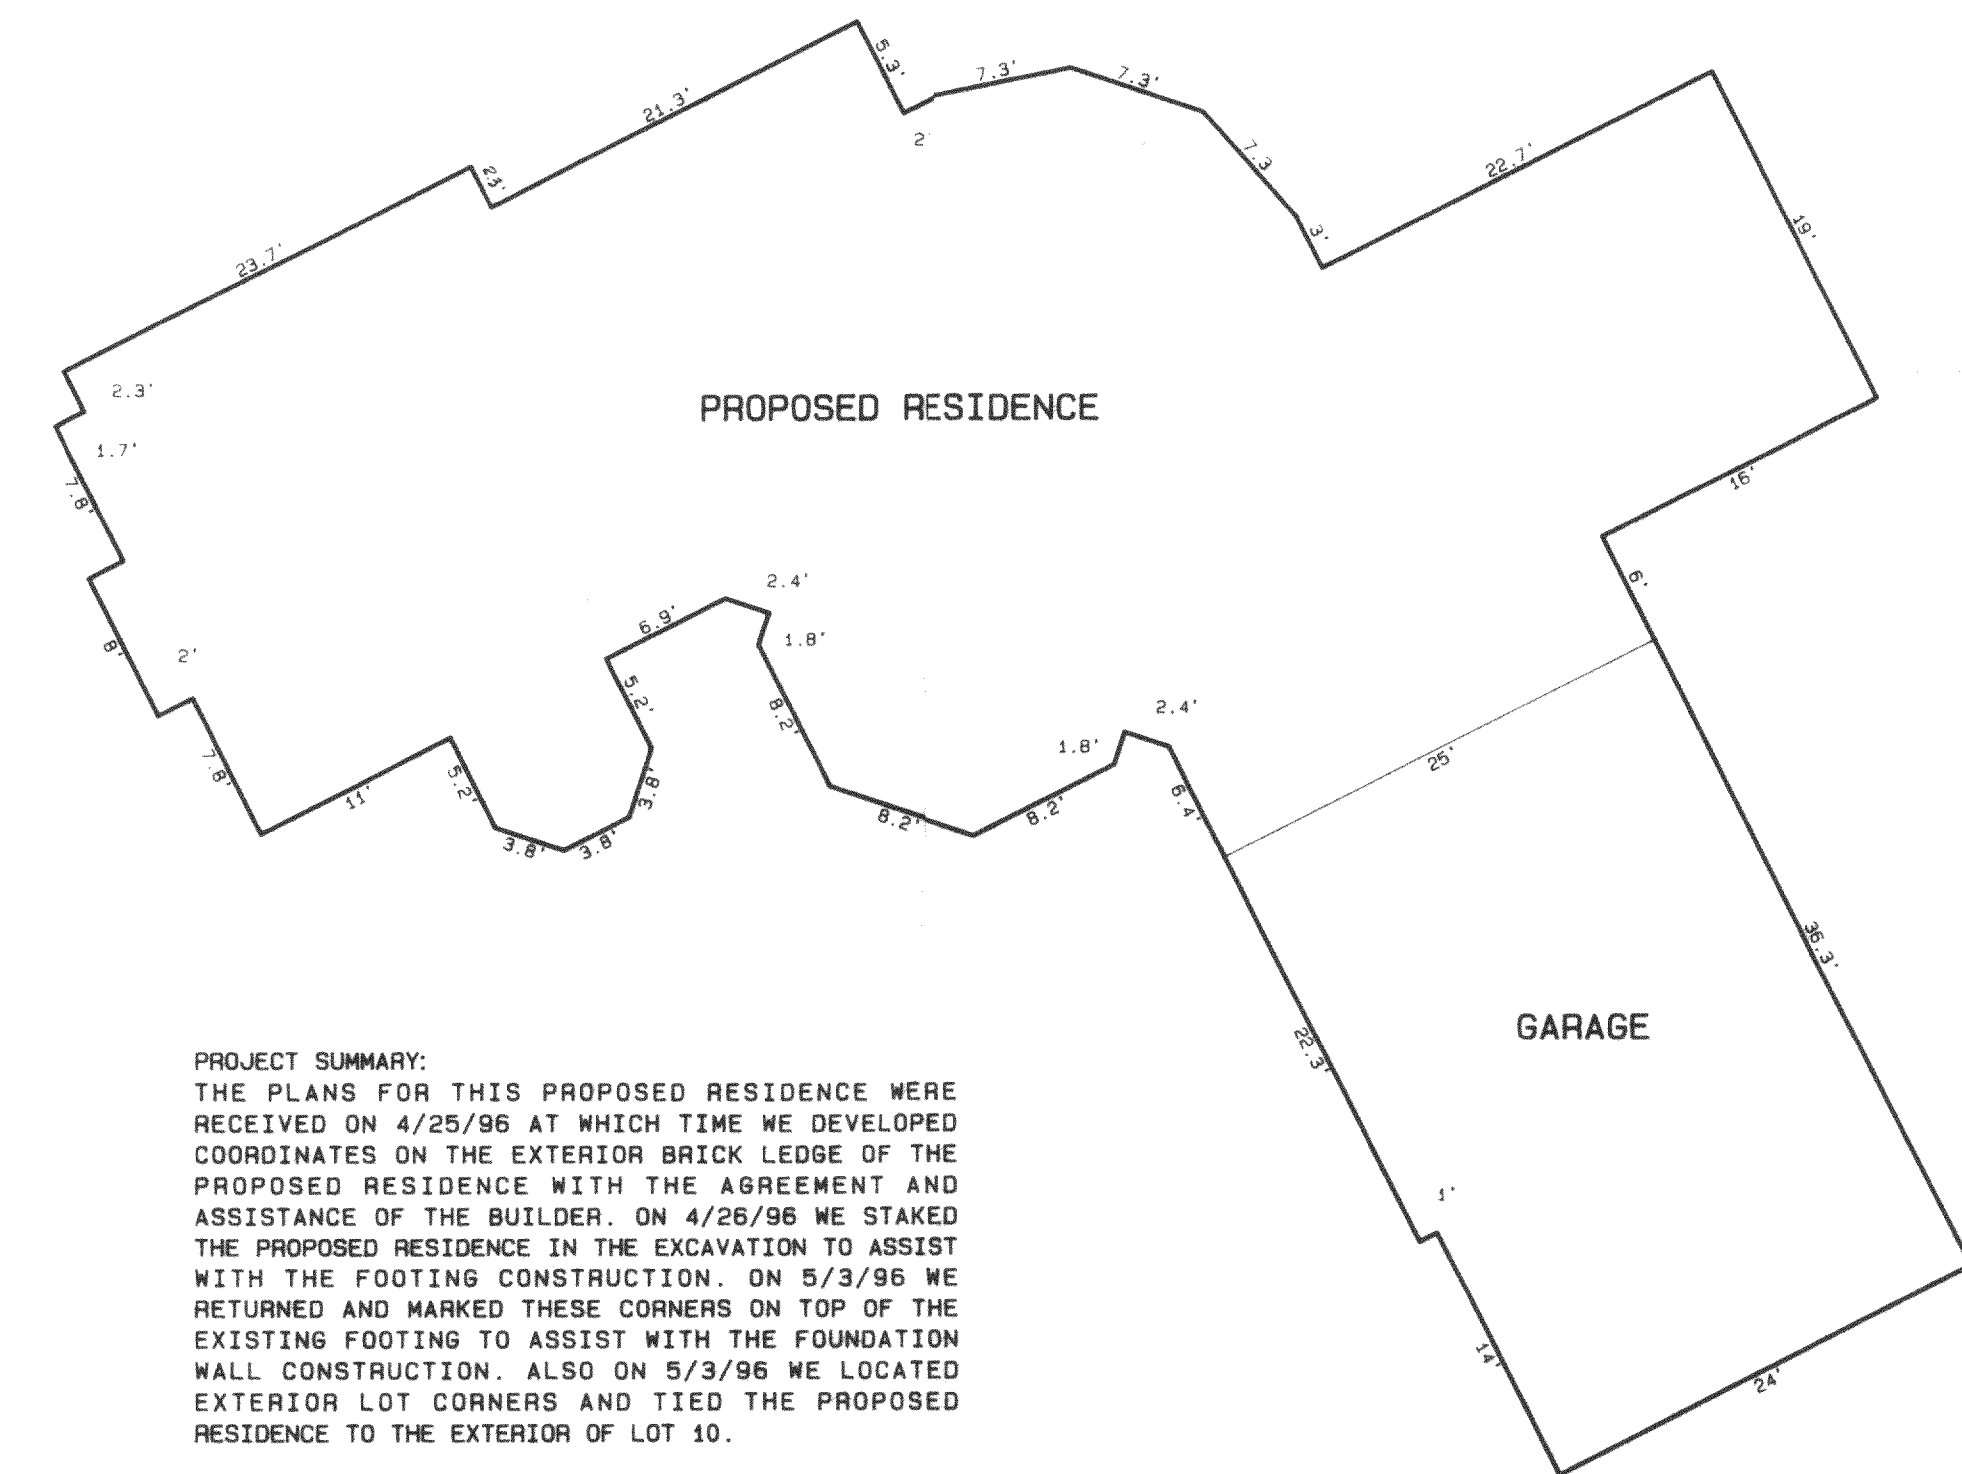 5.3'
7.3'
7.3'
21.3'
2'
7.3
22.7'
19'
3'
23.7'
2.3'
PROPOSED RESIDENCE
1.7'
7.8'
16'
6'
2.4'
6.9'
1.8'
8'
2'
5.2'
8.2'
2.4'
1.8'
25'
7.8'
5.2'
11'
3.8'
6.4'
8.2'
8.2'
3.8'
3.8'
36.3'
GARAGE
22.3'
1'
14'
24'
PROJECT SUMMARY:
THE PLANS FOR THIS PROPOSED RESIDENCE WERE
RECEIVED ON 4/25/96 AT WHICH TIME WE DEVELOPED
COORDINATES ON THE EXTERIOR BRICK LEDGE OF THE
PROPOSED RESIDENCE WITH THE AGREEMENT AND
ASSISTANCE OF THE BUILDER. ON 4/26/96 WE STAKED
THE PROPOSED RESIDENCE IN THE EXCAVATION TO ASSIST
WITH THE FOOTING CONSTRUCTION. ON 5/3/96 WE
RETURNED AND MARKED THESE CORNERS ON TOP OF THE
EXISTING FOOTING TO ASSIST WITH THE FOUNDATION
WALL CONSTRUCTION. ALSO ON 5/3/96 WE LOCATED
EXTERIOR LOT CORNERS AND TIED THE PROPOSED
RESIDENCE TO THE EXTERIOR OF LOT 10.